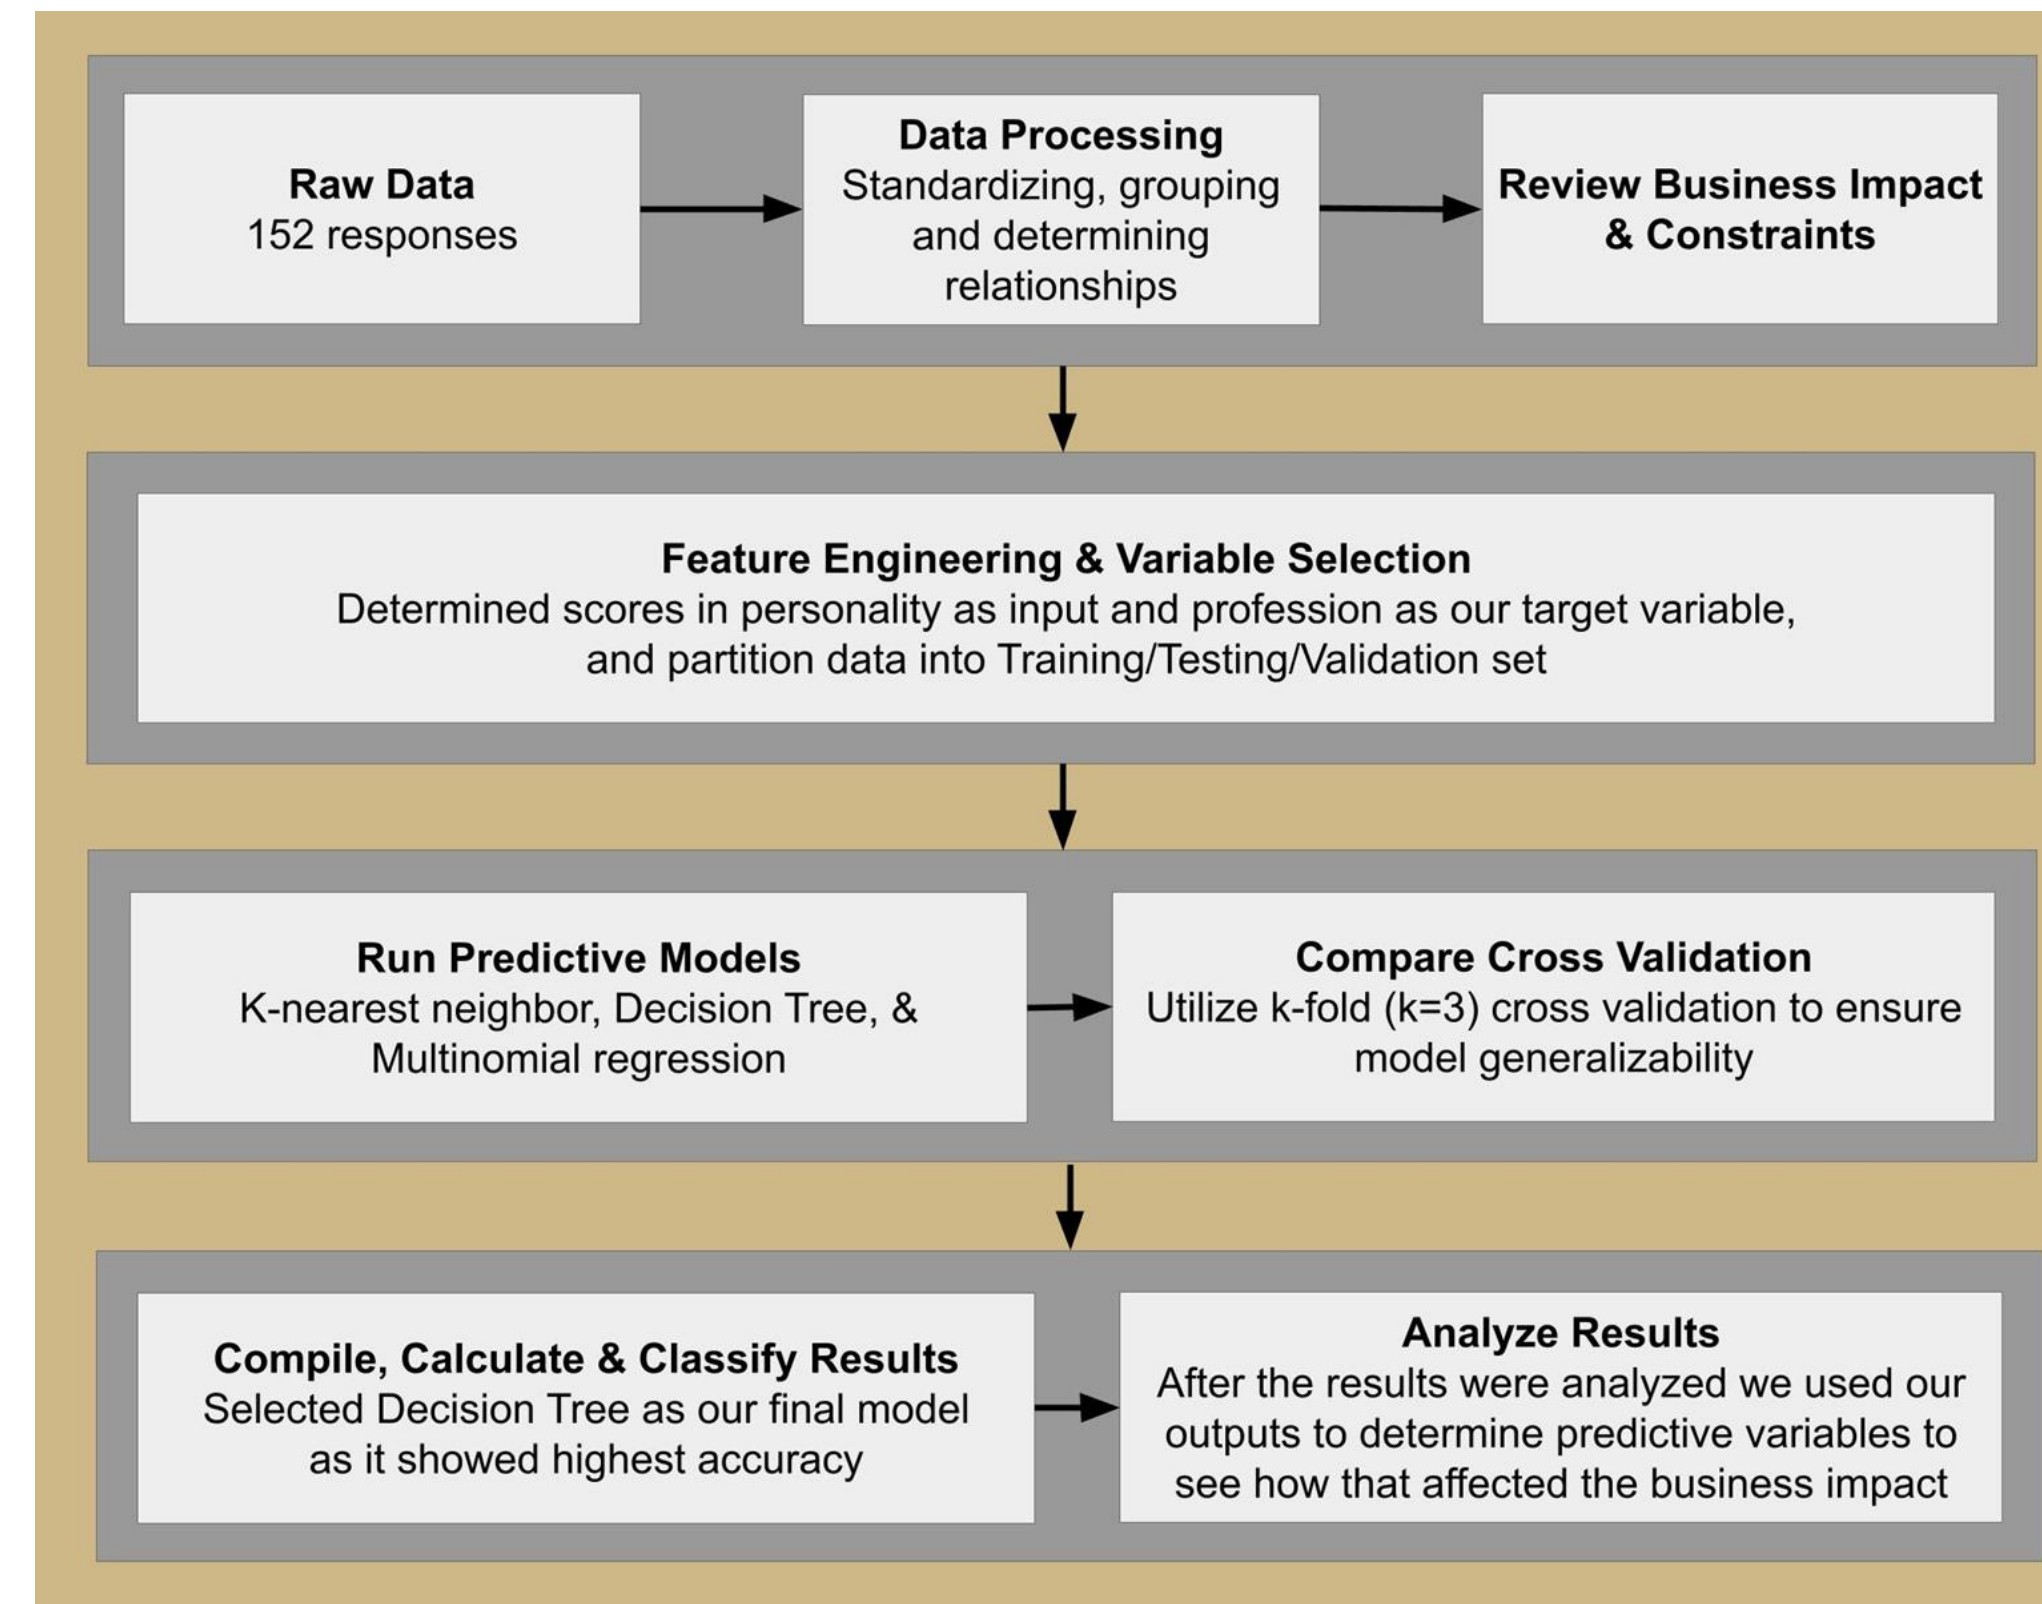 Raw Data
152 responses
Data Processing
Standardizing, grouping
and determining
relationships
Review Business Impact
& Constraints
Feature Engineering & Variable Selection
Determined scores in personality as input and profession as our target variable,
and partition data into Training/Testing/Validation set
Run Predictive Models
K-nearest neighbor, Decision Tree, &
Multinomial regression
Compare Cross Validation
Utilize k-fold (k=3) cross validation to ensure
model generalizability
Compile, Calculate & Classify Results
Selected Decision Tree as our final model
as it showed highest accuracy
Analyze Results
After the results were analyzed we used our
outputs to determine predictive variables to
see how that affected the business impact